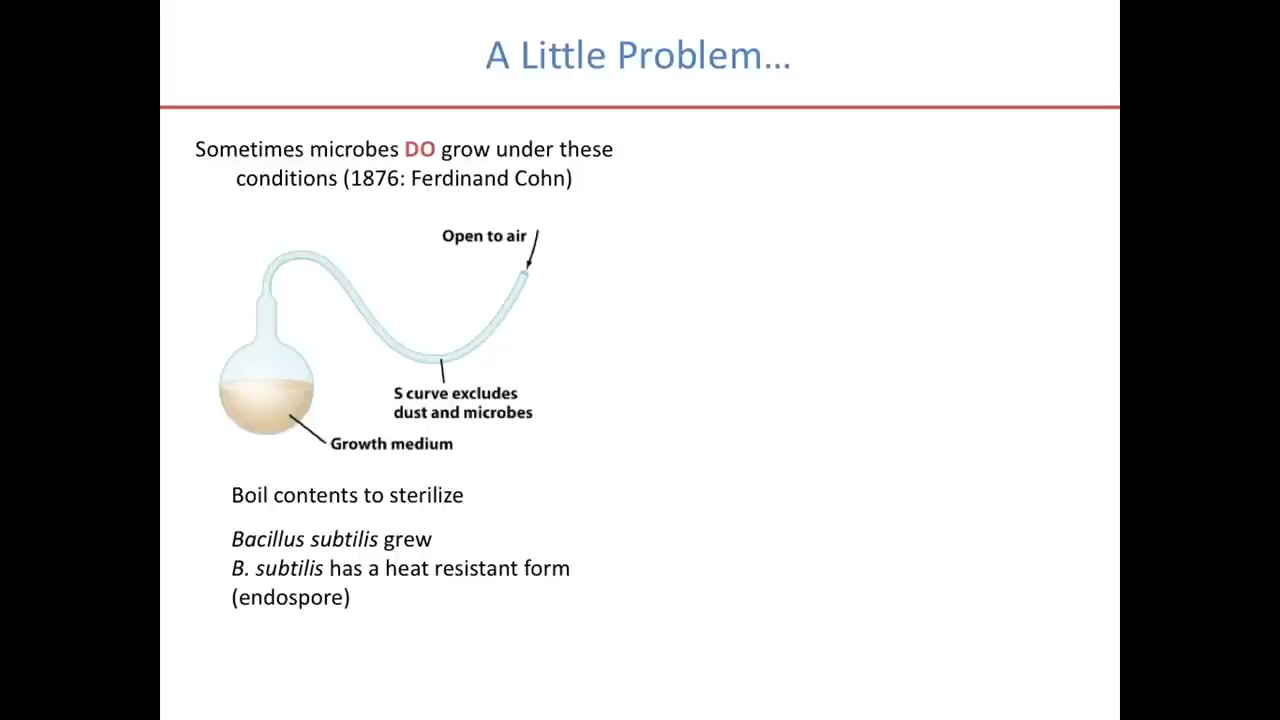 A Little Problem…
Sometimes microbes DO grow under these
conditions (1876: Ferdinand Cohn)
Open to air
S curve excludes
dust and microbes
Growth medium
Boil contents to sterilize
Bacillus subtilis grew
B. subtilis has a heat resistant form
(endospore)